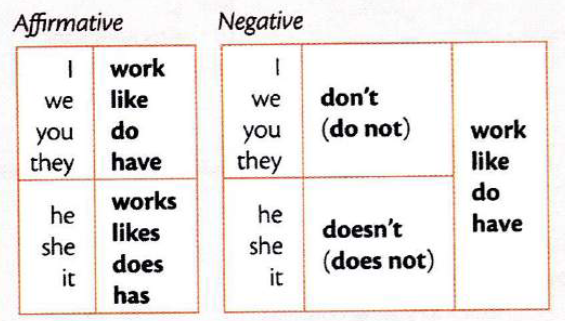 Affirmative
I work
we like
you do
they have
he works
she likes
it does
has
Negative
I
we don't
you (do not)
they
he
she doesn't
it (does not)
work
like
do
have